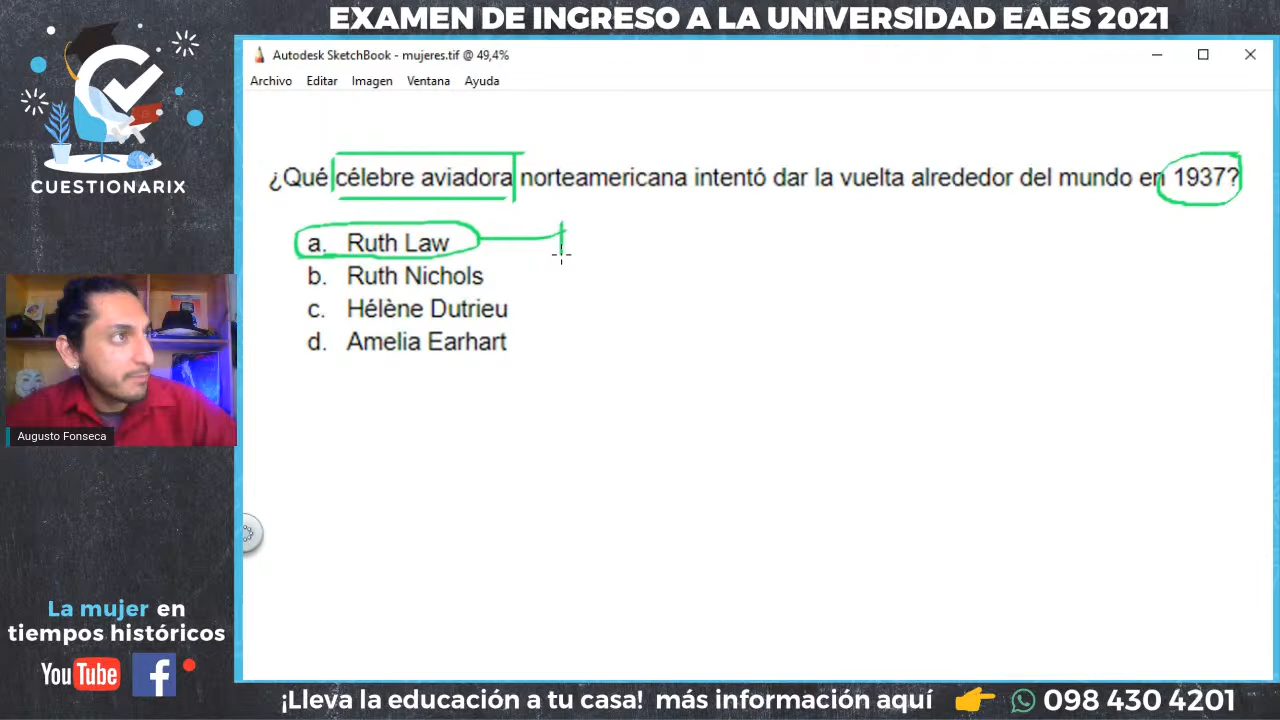 EXAMEN DE INGRESO A LA UNIVERSIDAD EAES 2021
Autodesk SketchBook - mujeres.tif @ 49,4%
Archivo Editar Imagen Ventana Ayuda
CUESTIONARIX
¿Qué célebre aviadora norteamericana intentó dar la vuelta alrededor del mundo en 1937?
a. Ruth Law
b. Ruth Nichols
c. Hélène Dutrieu
d. Amelia Earhart
Augusto Fonseca
La mujer en
tiempos históricos
YouTube f
¡Lleva la educación a tu casa! más información aquí 098 430 4201